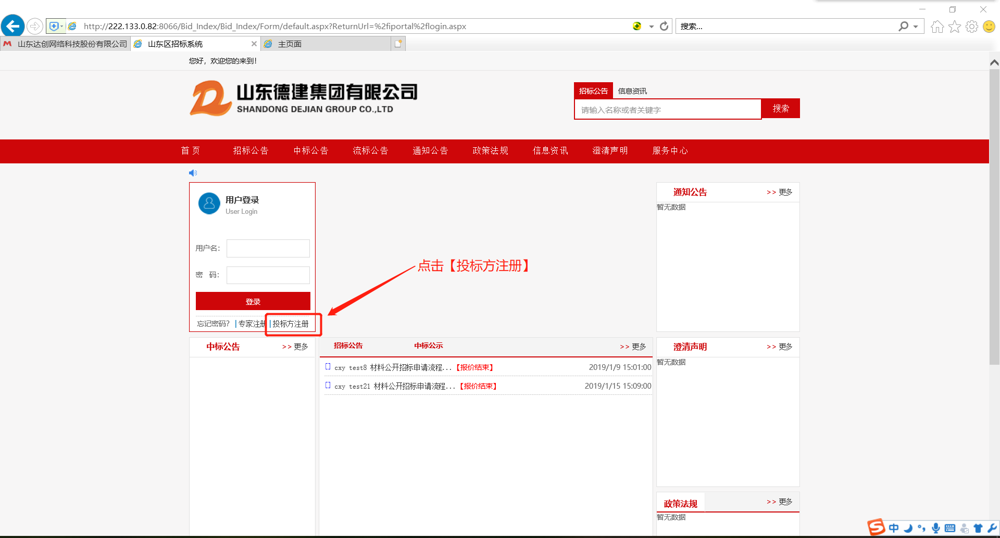 http://222.133.0.82:8066/Bid_Index/Bid_Index/Form/default.aspx?ReturnUrl=%2fiportal%2flogin.aspx
搜索...
山东达创网络科技股份有限公司
山东区招标系统
主页面
您好，欢迎您的来到！
山东德建集团有限公司
SHANDONG DEJIAN GROUP CO.,LTD
招标公告 信息资讯
请输入名称或者关键字
搜索
首 页 招标公告 中标公告 流标公告 通知公告 政策法规 信息资讯 澄清声明 服务中心
用户登录
User Login
用户名：
密 码：
登录
忘记密码？ |专家注册 |投标方注册
点击【投标方注册】
通知公告 >> 更多
暂无数据
中标公告 >> 更多
招标公告 中标公示 >> 更多
cxy test8 材料公开招标申请流程...【报价结束】 2019/1/9 15:01:00
cxy test21 材料公开招标申请流程...【报价结束】 2019/1/15 15:09:00
澄清声明 >> 更多
暂无数据
政策法规 >> 更多
暂无数据
中